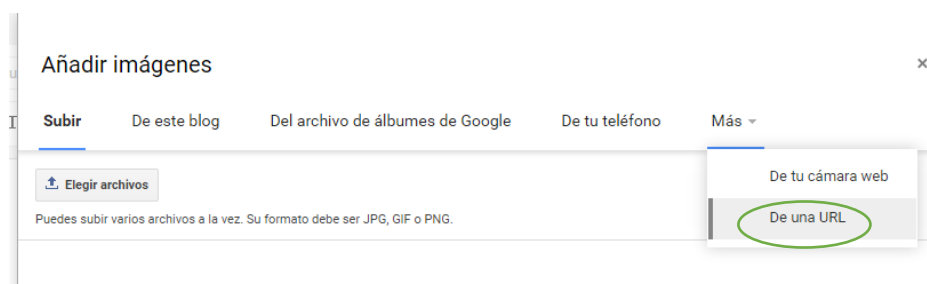 Añadir imágenes
×
Subir De este blog Del archivo de álbumes de Google De tu teléfono Más
Elegir archivos
Puedes subir varios archivos a la vez. Su formato debe ser JPG, GIF o PNG.
De tu cámara web
De una URL